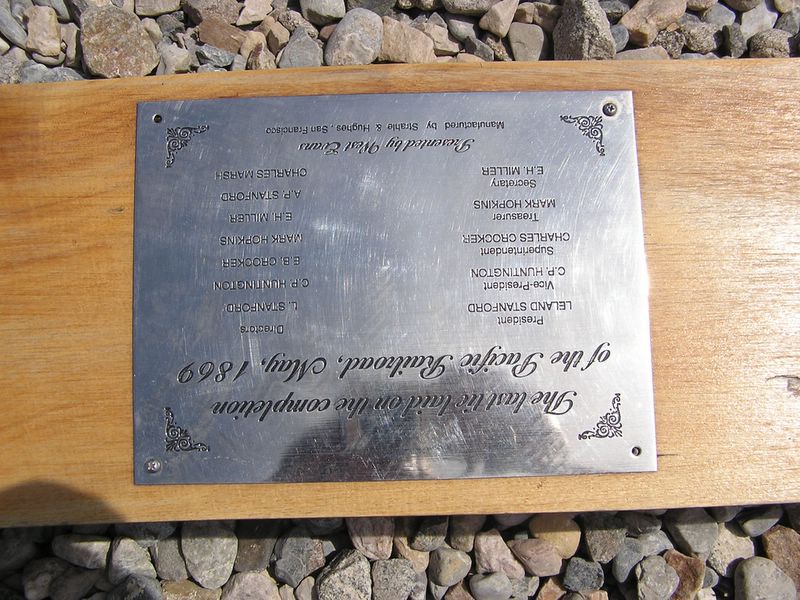 The last tie laid on the completion
of the Pacific Railroad, May, 1869
President
LELAND STANFORD
Vice-President
C.P. HUNTINGTON
Superintendent
CHARLES CROCKER
Treasurer
MARK HOPKINS
Secretary
E.H. MILLER
Directors
L. STANFORD
C.P. HUNTINGTON
E.B. CROCKER
MARK HOPKINS
E.H. MILLER
A.P. STANFORD
CHARLES MARSH
Presented by West Evans
Manufactured by Strahle & Hughes, San Francisco